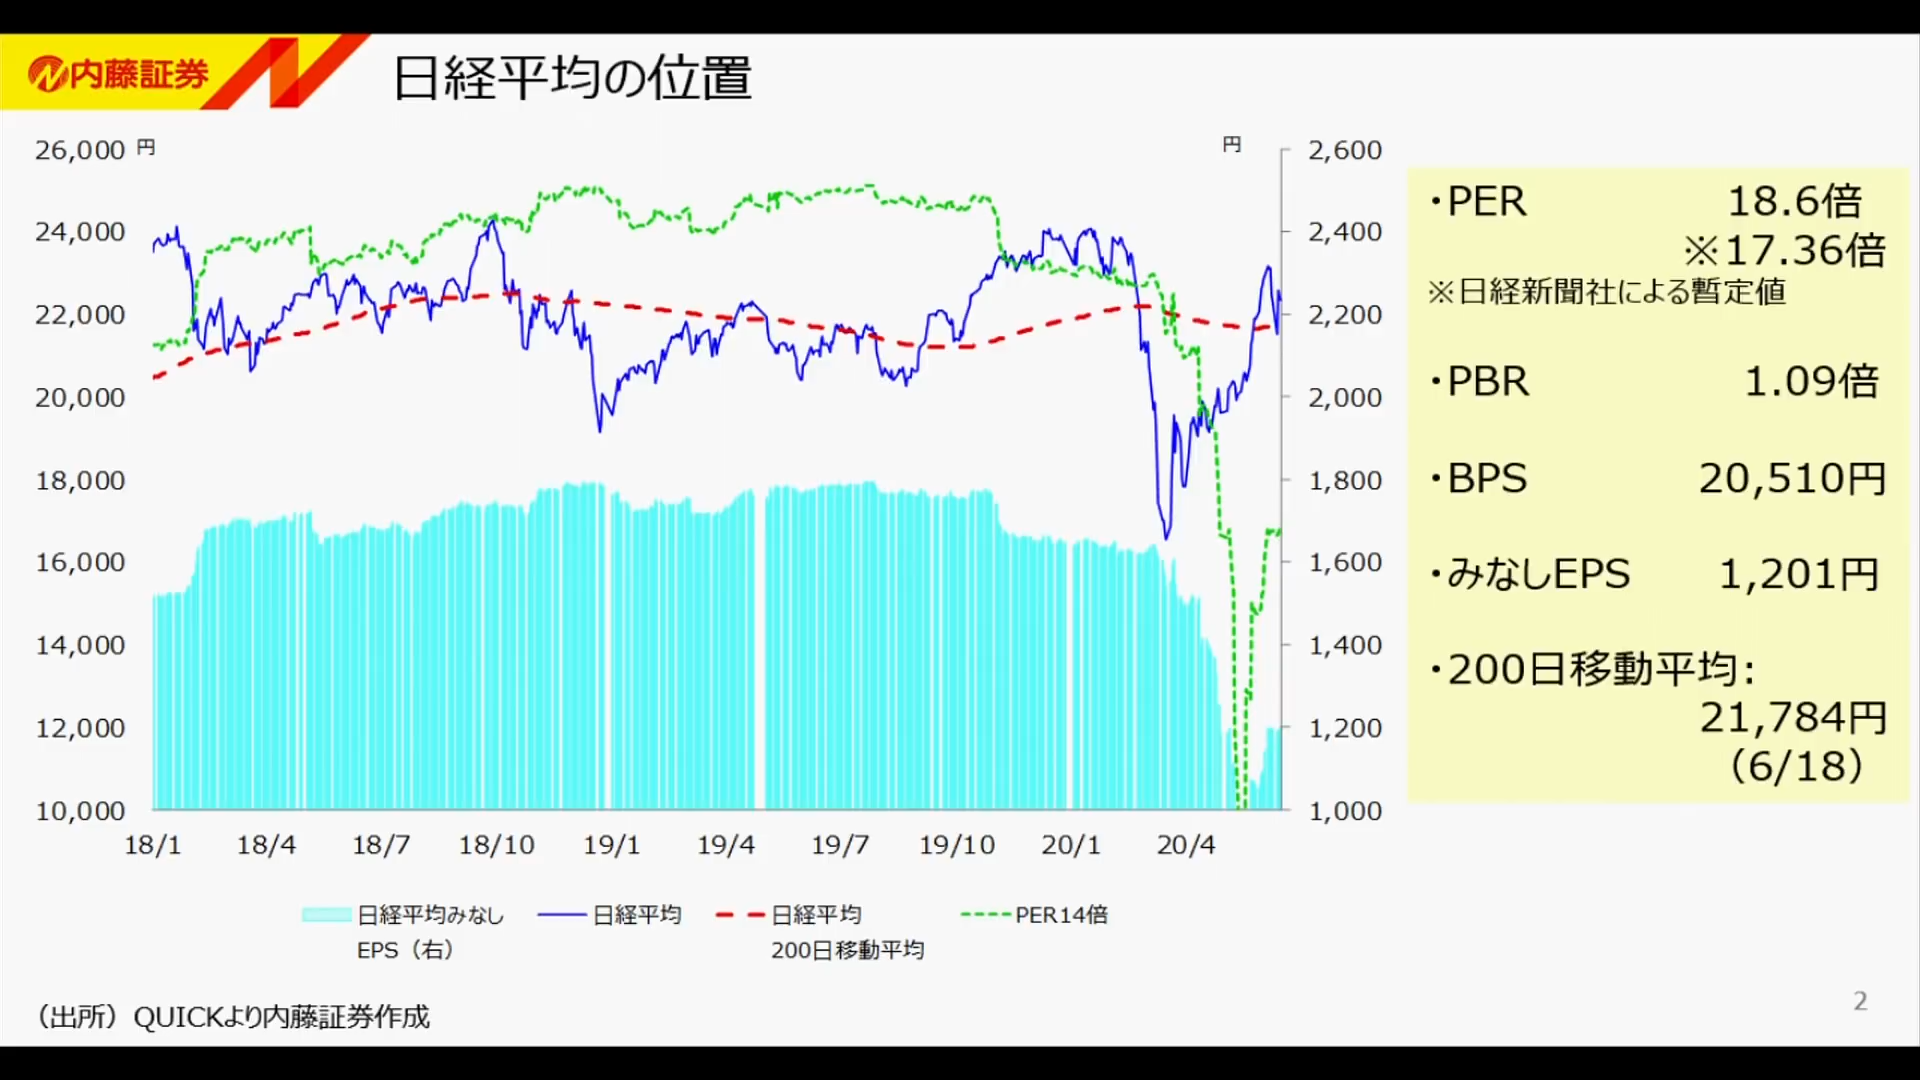 内藤証券
日経平均の位置
26,000 円
24,000
22,000
20,000
18,000
16,000
14,000
12,000
10,000
円 2,600
2,400
2,200
2,000
1,800
1,600
1,400
1,200
1,000
18/1 18/4 18/7 18/10 19/1 19/4 19/7 19/10 20/1 20/4
日経平均みなし
EPS（右）
日経平均
日経平均
200日移動平均
PER14倍
・PER 18.6倍
※17.36倍
※日経新聞社による暫定値
・PBR 1.09倍
・BPS 20,510円
・みなしEPS 1,201円
・200日移動平均：
21,784円
（6/18）
（出所）QUICKより内藤証券作成
2